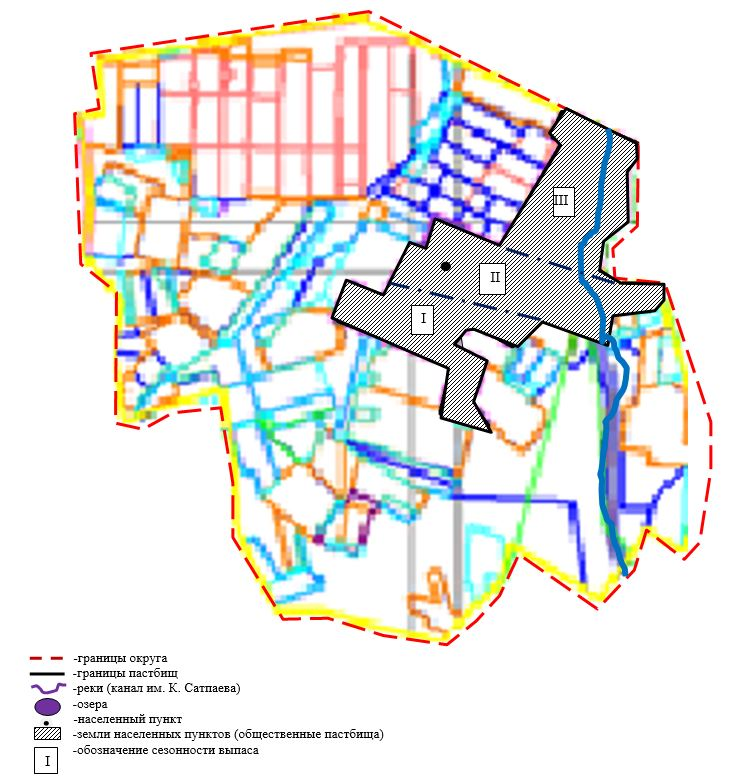 III
II
I
-границы округа
-границы пастбищ
-реки (канал им. К. Сатпаева)
-озера
-населенный пункт
-земли населенных пунктов (общественные пастбища)
-обозначение сезонности выпаса
I